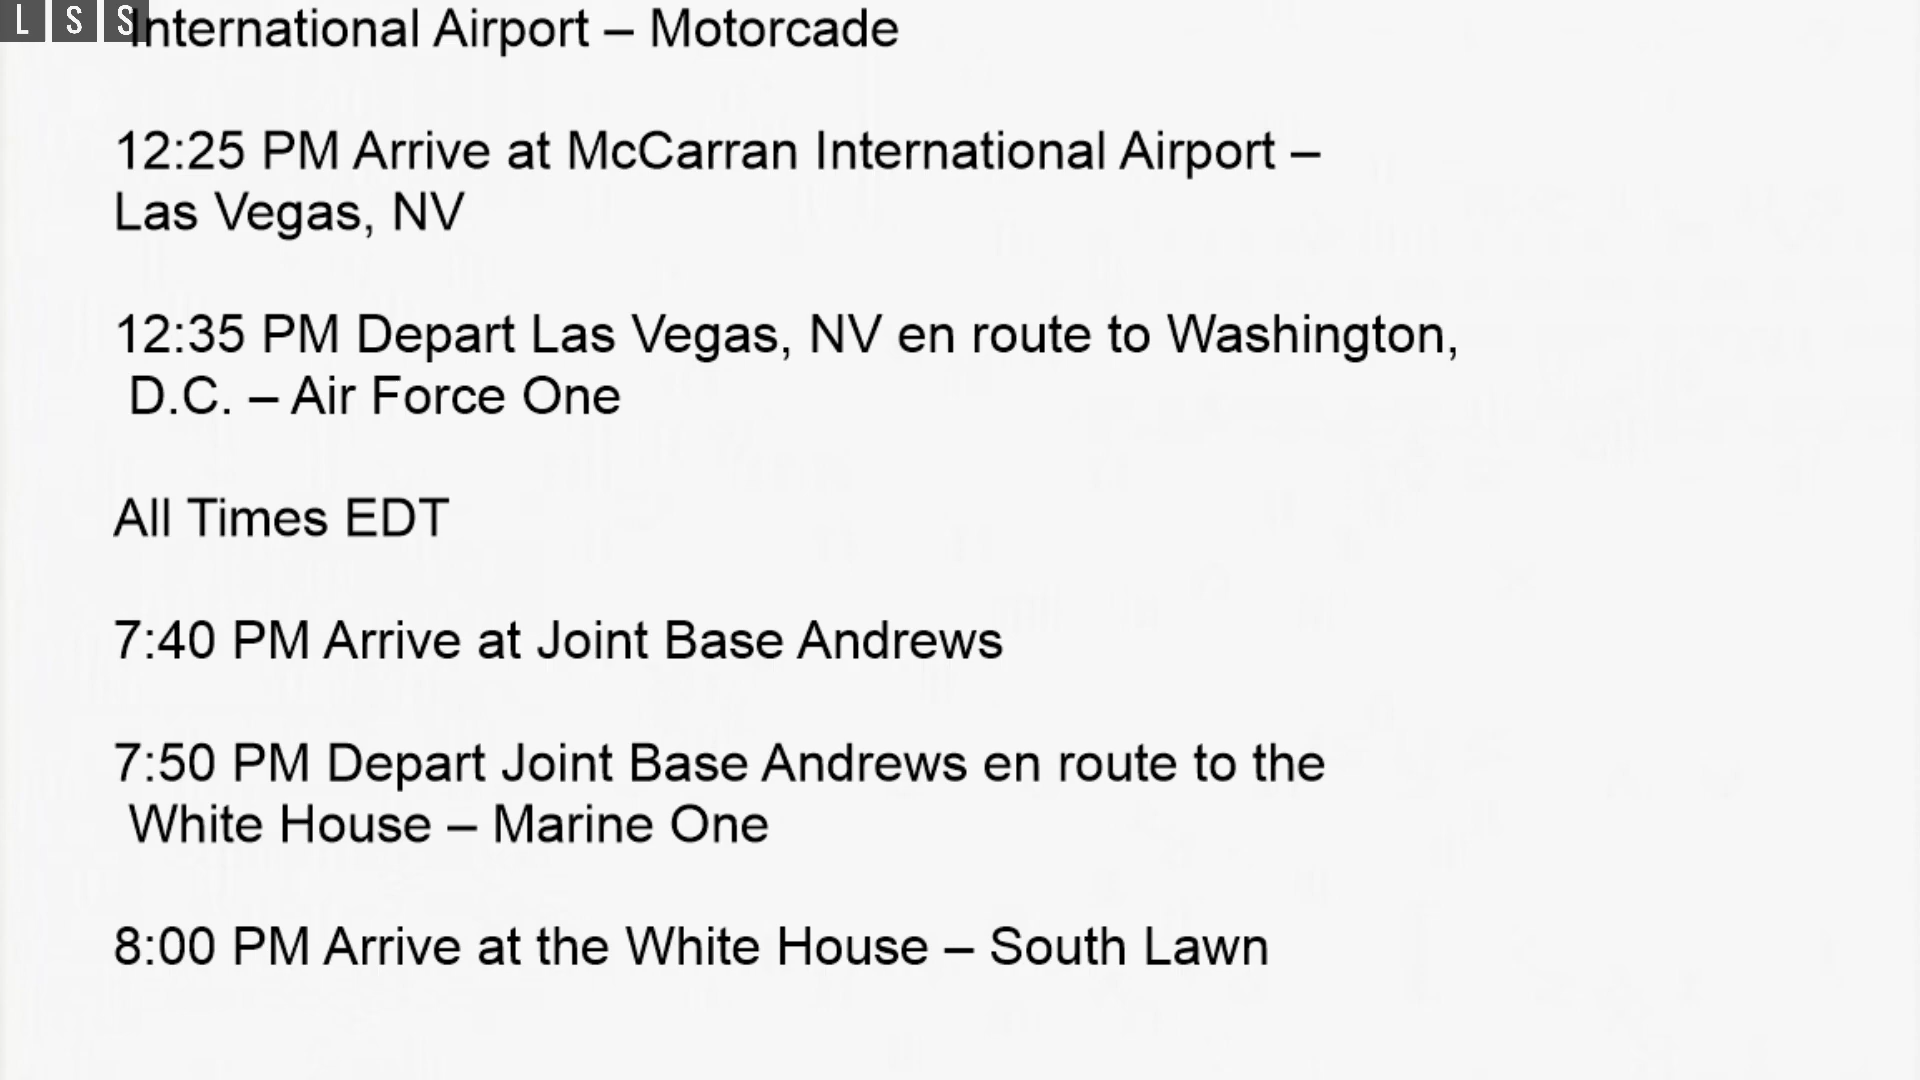 LSS
International Airport – Motorcade
12:25 PM Arrive at McCarran International Airport –
Las Vegas, NV
12:35 PM Depart Las Vegas, NV en route to Washington,
D.C. – Air Force One
All Times EDT
7:40 PM Arrive at Joint Base Andrews
7:50 PM Depart Joint Base Andrews en route to the
White House – Marine One
8:00 PM Arrive at the White House – South Lawn